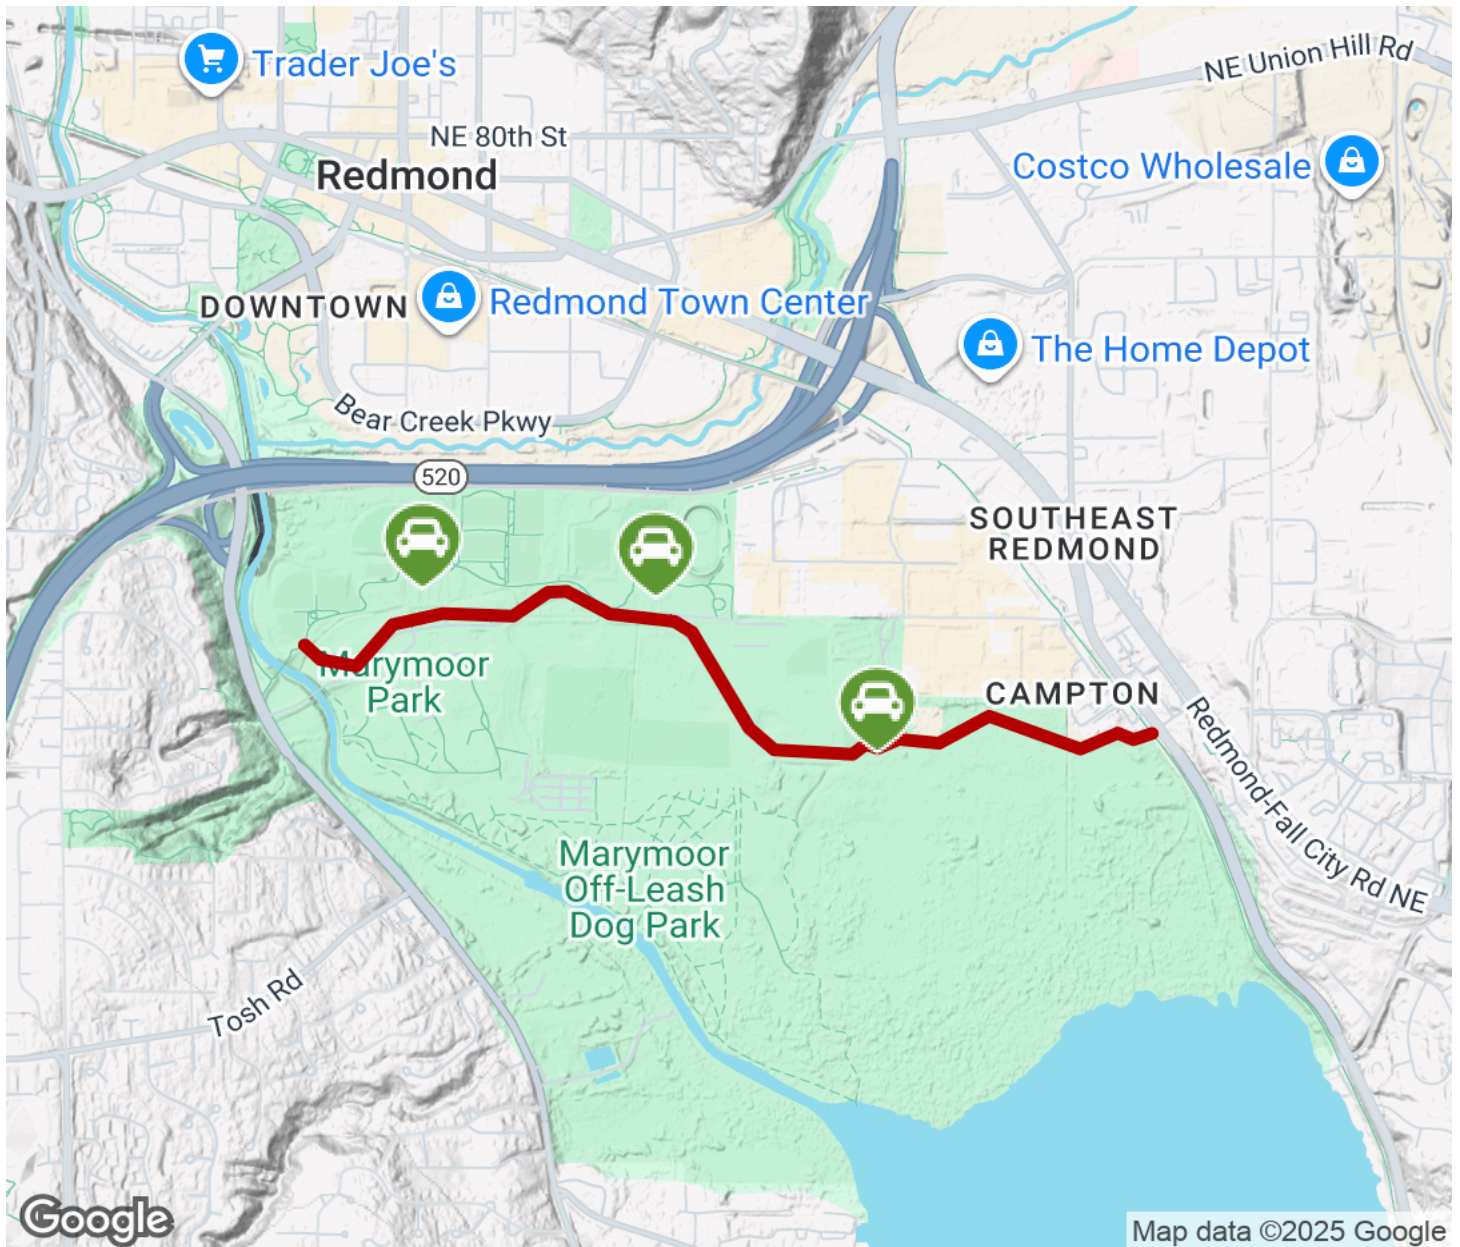 Trader Joe's
NE Union Hill Rd
NE 80th St
Redmond
Costco Wholesale
DOWNTOWN
Redmond Town Center
The Home Depot
Bear Creek Pkwy
520
SOUTHEAST
REDMOND
Marymoor
Park
CAMPTON
Redmond-Fall City Rd NE
Marymoor
Off-Leash
Dog Park
Tosh Rd
Google
Map data ©2025 Google